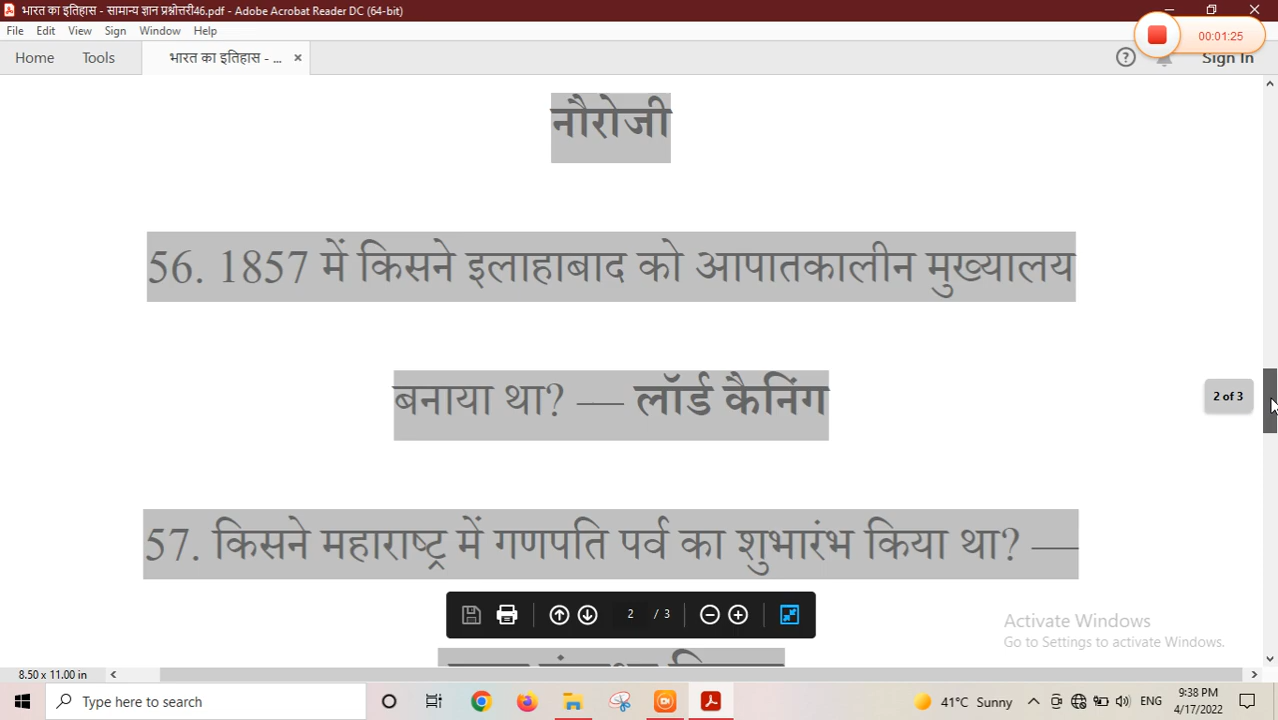 भारत का इतिहास - सामान्य ज्ञान प्रश्नोत्तरी46.pdf - Adobe Acrobat Reader DC (64-bit)
File Edit View Sign Window Help
00:01:25
Home Tools भारत का इतिहास - ... × Sign In
नौरोजी
56. 1857 में किसने इलाहाबाद को आपातकालीन मुख्यालय
बनाया था? — लॉर्ड कैनिंग
2 of 3
57. किसने महाराष्ट्र में गणपति पर्व का शुभारंभ किया था? —
2 / 3
Activate Windows
Go to Settings to activate Windows.
8.50 x 11.00 in
Type here to search
41°C Sunny
ENG
9:38 PM
4/17/2022